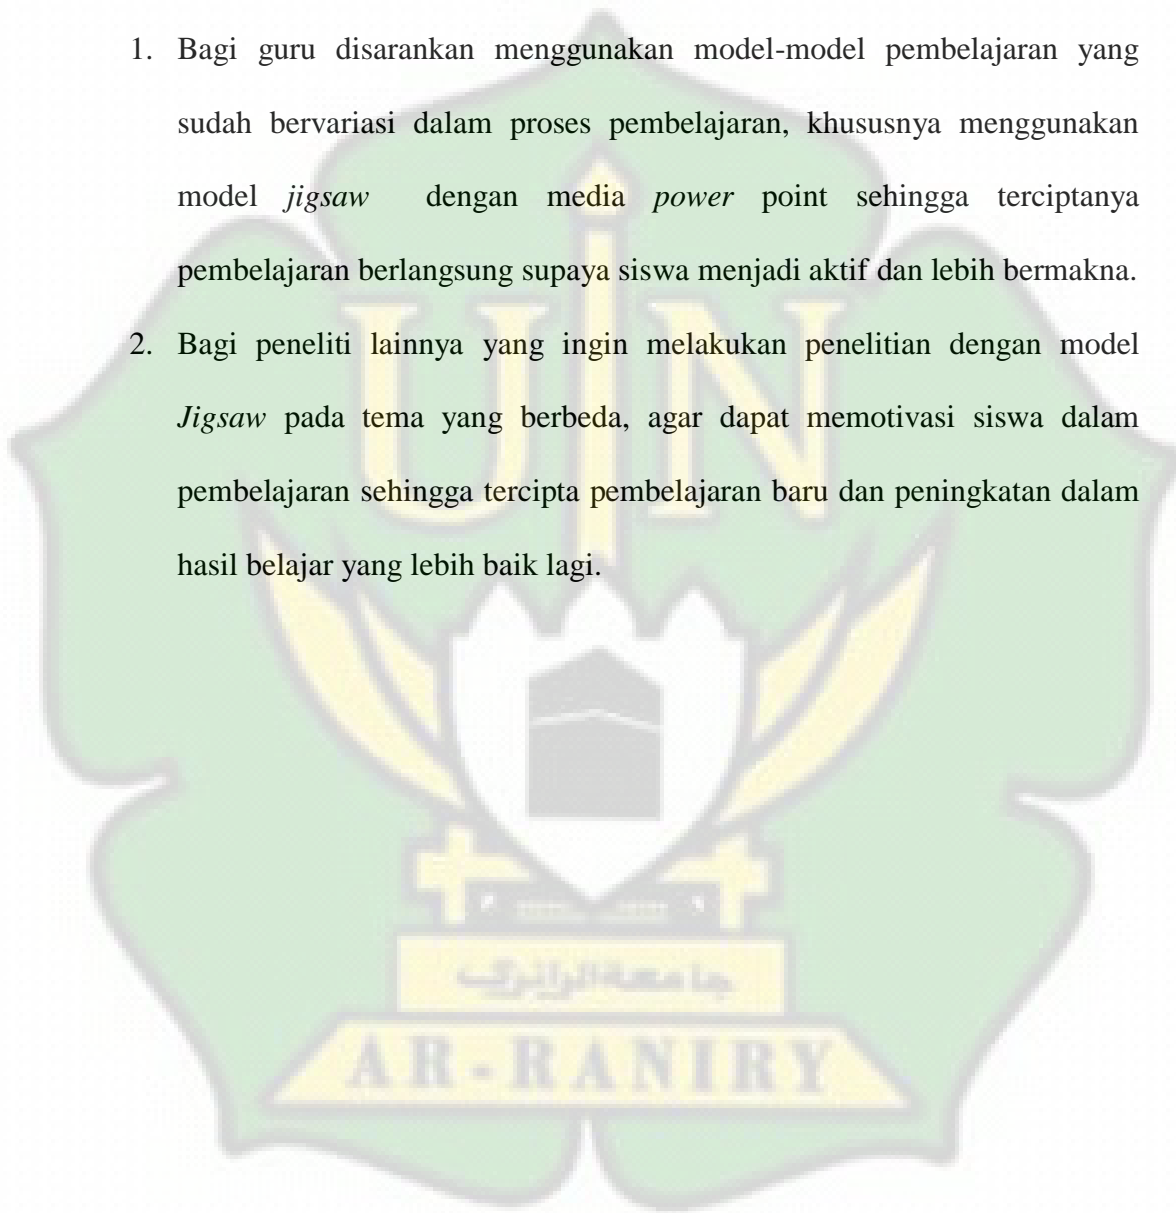 1. Bagi guru disarankan menggunakan model-model pembelajaran yang
sudah bervariasi dalam proses pembelajaran, khususnya menggunakan
model jigsaw dengan media power point sehingga terciptanya
pembelajaran berlangsung supaya siswa menjadi aktif dan lebih bermakna.
2. Bagi peneliti lainnya yang ingin melakukan penelitian dengan model
Jigsaw pada tema yang berbeda, agar dapat memotivasi siswa dalam
pembelajaran sehingga tercipta pembelajaran baru dan peningkatan dalam
hasil belajar yang lebih baik lagi.
UIN
جامعة الرانري
AR-RANIRY